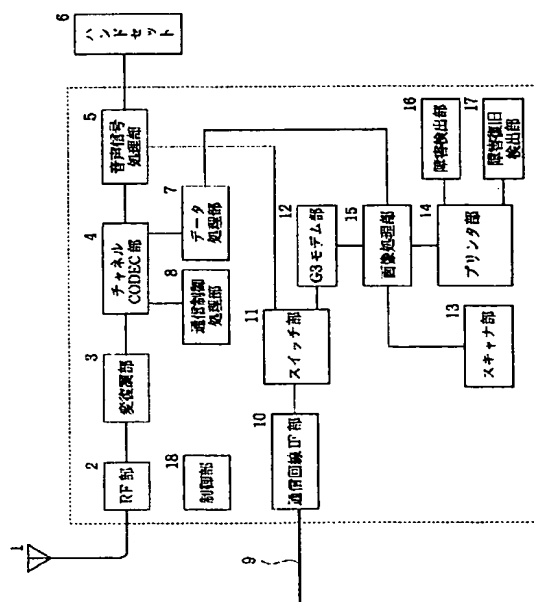 1
2
RF部
3
変復調部
4
チャネル
CODEC部
5
音声信号
処理部
6
ハンドセット
7
データ
処理部
8
通信制御
処理部
18
制御部
9
10
通信回線IF部
11
スイッチ部
12
G3モデム部
15
画像処理部
16
障害検出部
17
障害復旧
検出部
14
プリンタ部
13
スキャナ部